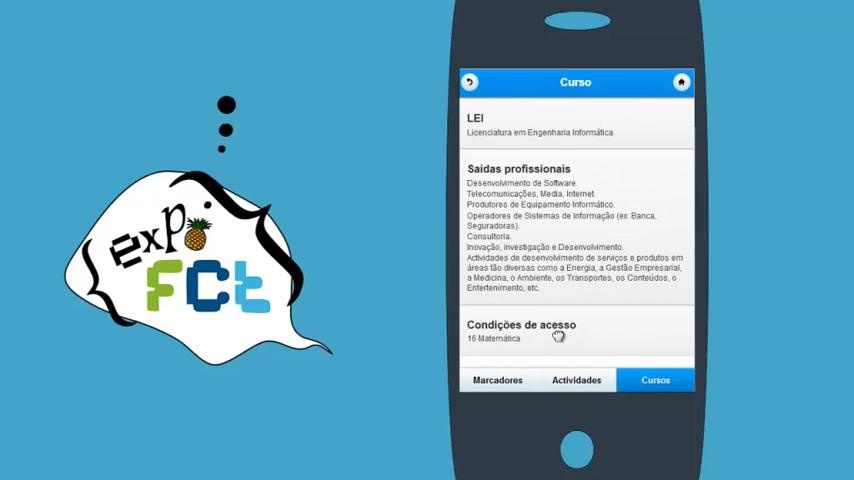 expo
FCt
Curso
LEI
Licenciatura em Engenharia Informática
Saídas profissionais
Desenvolvimento de Software.
Telecomunicações, Media, Internet.
Produtores de Equipamento Informático.
Operadores de Sistemas de Informação (ex: Banca,
Seguradoras).
Consultoria.
Inovação, investigação e Desenvolvimento.
Actividades de desenvolvimento de serviços e produtos em
áreas tão diversas como a Energia, a Gestão Empresarial,
a Medicina, o Ambiente, os Transportes, os Conteúdos, o
Entertenimento, etc.
Condições de acesso
16 Matemática
Marcadores Actividades Cursos